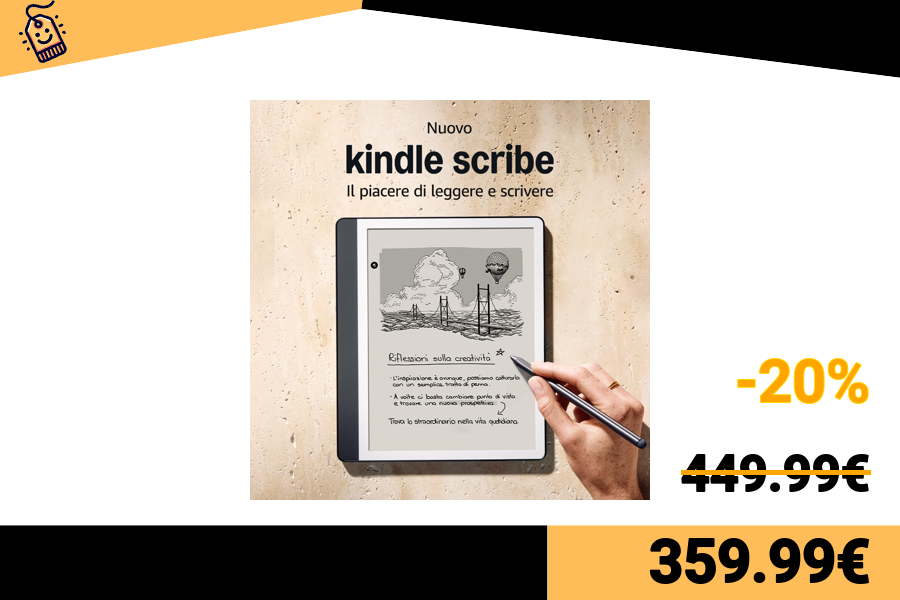 Nuovo
kindle scribe
Il piacere di leggere e scrivere
Riflessioni sulla creatività
· L'ispirazione è ovunque, possiamo catturarla
con un semplice tratto di penna.
· A volte ci basta cambiare punto di vista
e trovare una nuova prospettiva.
Trova lo straordinario nella vita quotidiana.
-20%
449.99€
359.99€